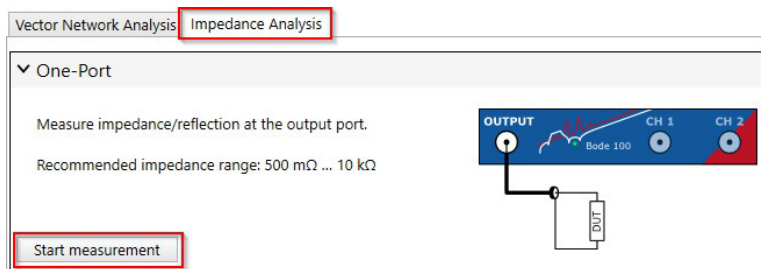 Vector Network Analysis Impedance Analysis
One-Port
Measure impedance/reflection at the output port.
Recommended impedance range: 500 mΩ ... 10 kΩ
Start measurement
OUTPUT CH 1 CH 2
Bode 100
DUT